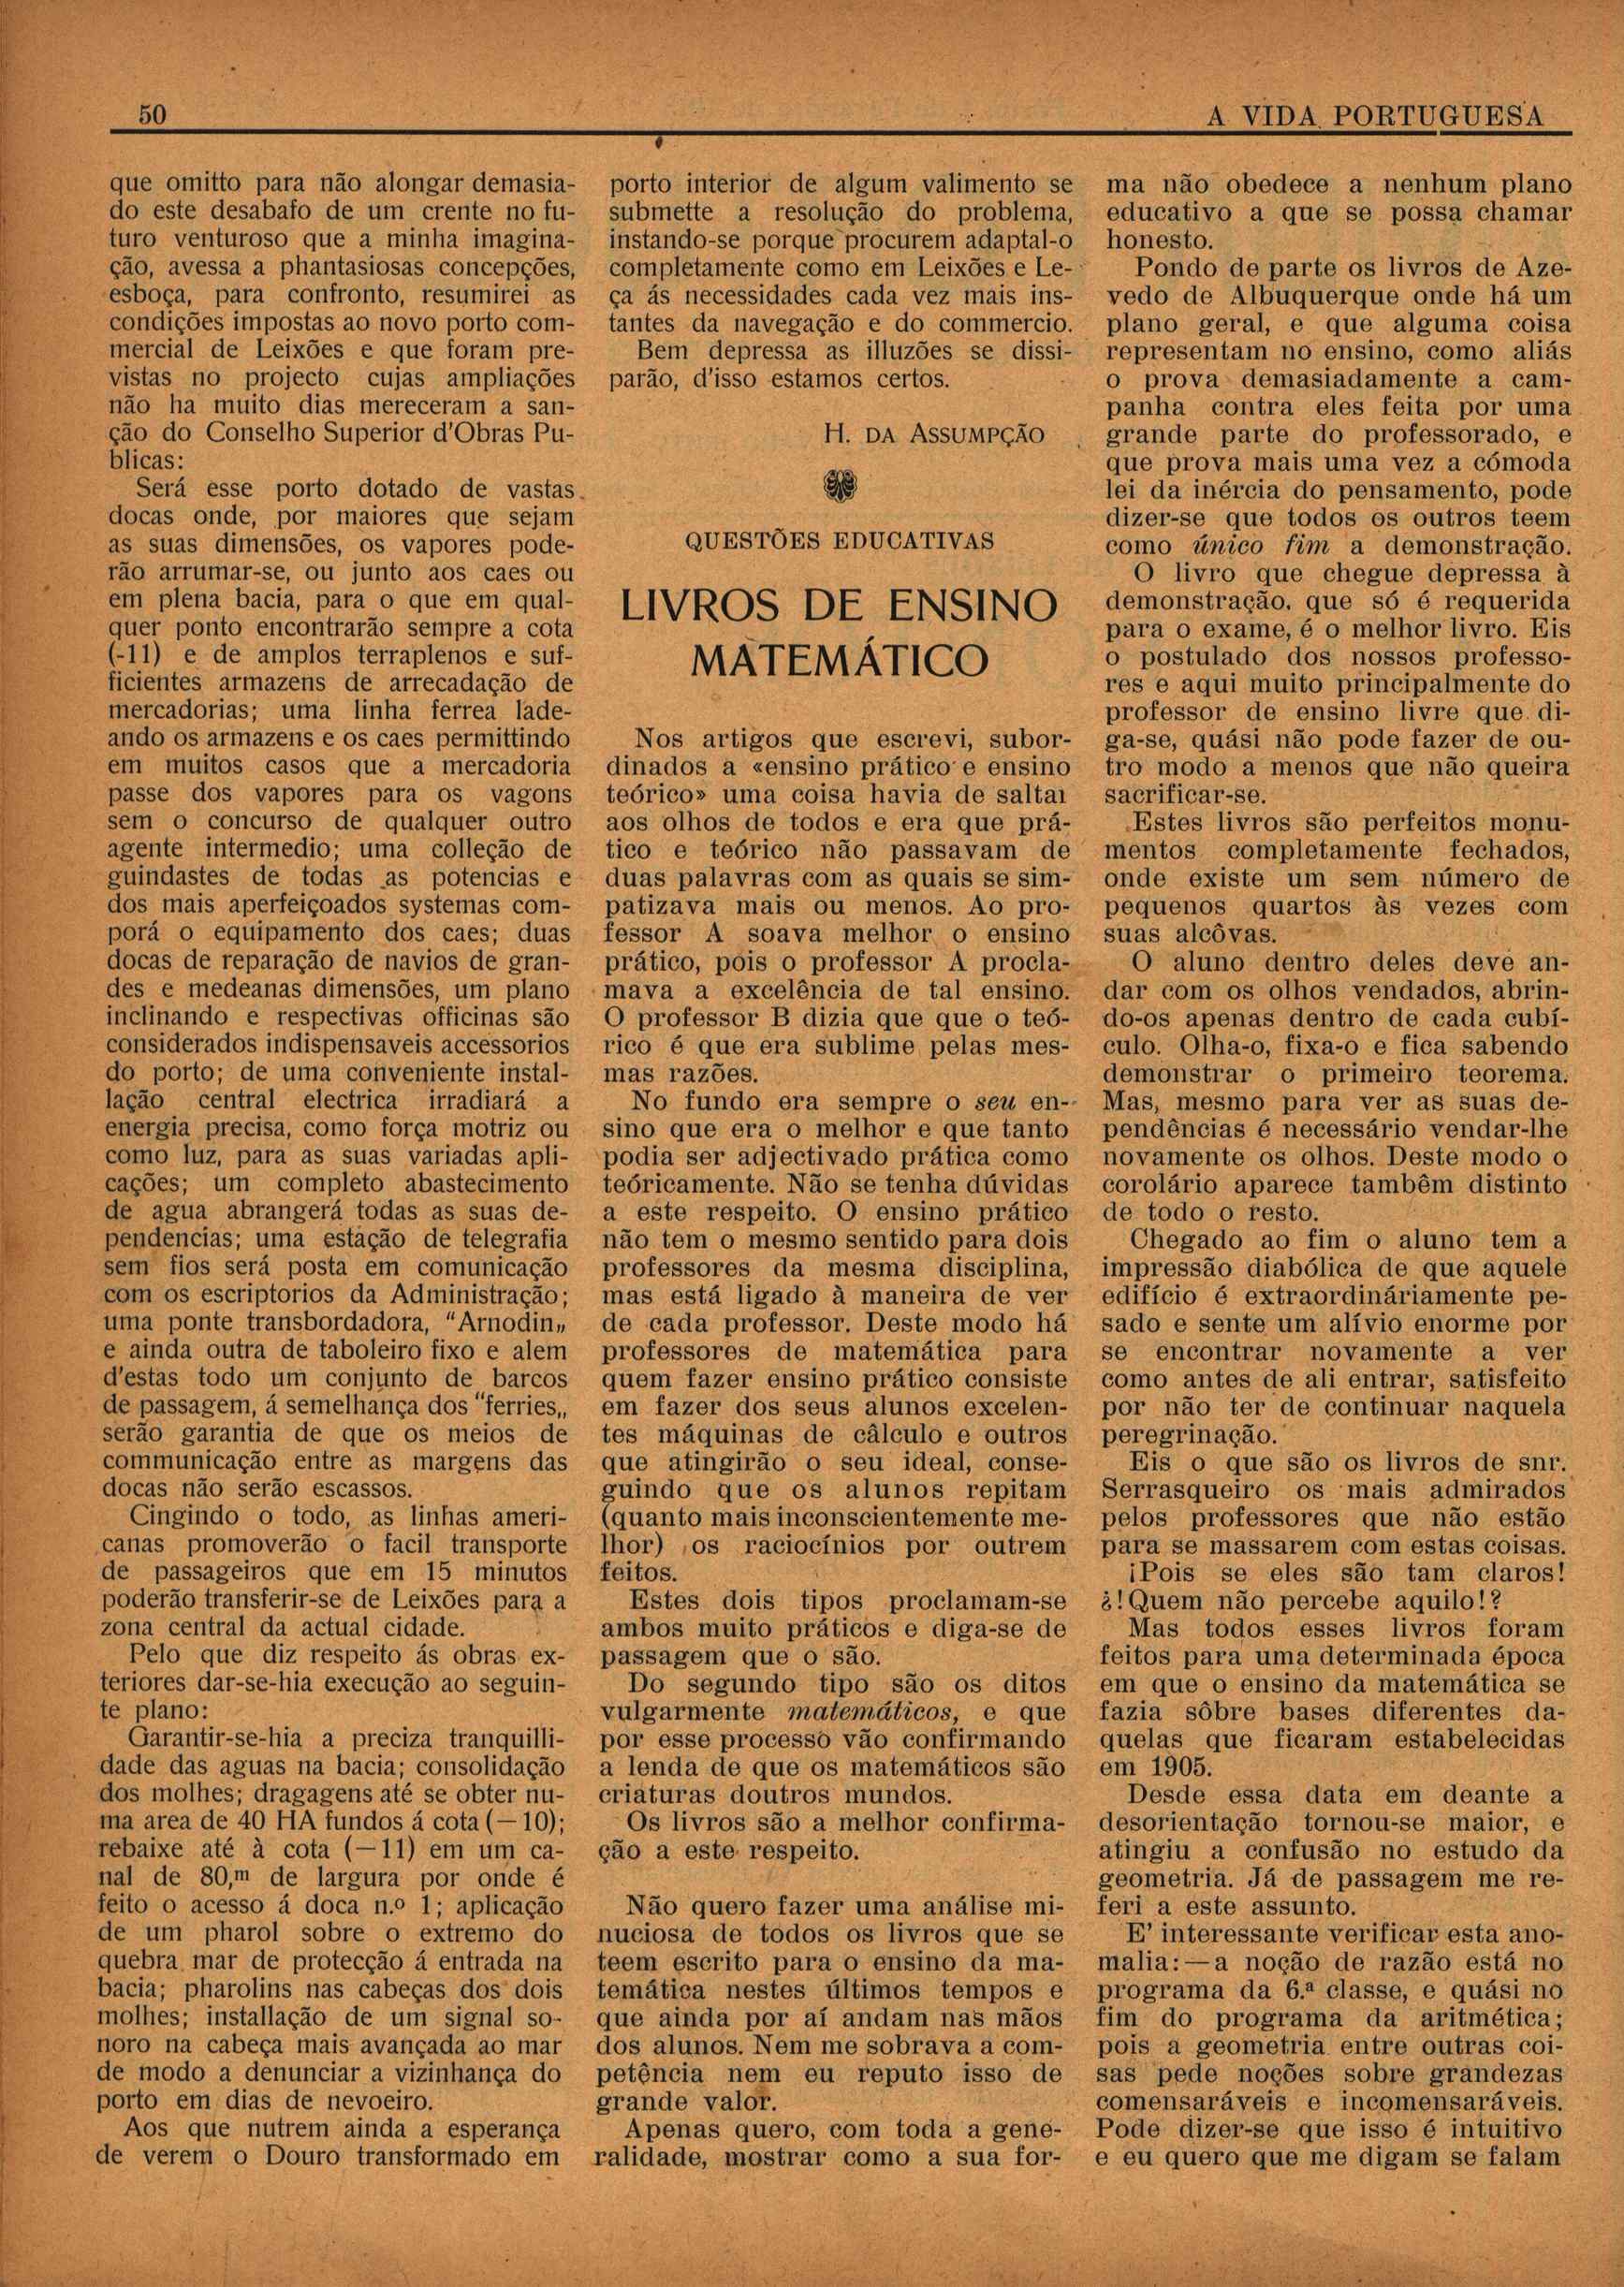 50
A VIDA PORTUGUESA
que omitto para não alongar demasia-
do este desabafo de um crente no fu-
turo venturoso que a minha imagina-
ção, avessa a phantasiosas concepções,
esboça, para confronto, resumirei as
condições impostas ao novo porto com-
mercial de Leixões e que foram pre-
vistas no projecto cujas ampliações
não ha muito dias mereceram a san-
ção do Conselho Superior d'Obras Pu-
blicas:
Será esse porto dotado de vastas
docas onde, por maiores que sejam
as suas dimensões, os vapores pode-
rão arrumar-se, ou junto aos caes ou
em plena bacia, para o que em qual-
quer ponto encontrarão sempre a cota
(-11) e de amplos terraplenos e suf-
ficientes armazens de arrecadação de
mercadorias; uma linha ferrea lade-
ando os armazens e os caes permittindo
em muitos casos que a mercadoria
passe dos vapores para os vagons
sem o concurso de qualquer outro
agente intermedio; uma colleção de
guindastes de todas as potencias e
dos mais aperfeiçoados systemas com-
porá o equipamento dos caes; duas
docas de reparação de navios de gran-
des e medeanas dimensões, um plano
inclinando e respectivas officinas são
considerados indispensaveis accessorios
do porto; de uma conveniente instal-
lação central electrica irradiará a
energia precisa, como força motriz ou
como luz, para as suas variadas apli-
cações; um completo abastecimento
de agua abrangerá todas as suas de-
pendencias; uma estação de telegrafia
sem fios será posta em comunicação
com os escriptorios da Administração;
uma ponte transbordadora, "Arnodin„
e ainda outra de taboleiro fixo e alem
d'estas todo um conjunto de barcos
de passagem, á semelhança dos "ferries„
serão garantia de que os meios de
communicação entre as margens das
docas não serão escassos.
Cingindo o todo, as linhas ameri-
canas promoverão o facil transporte
de passageiros que em 15 minutos
poderão transferir-se de Leixões para a
zona central da actual cidade.
Pelo que diz respeito ás obras ex-
teriores dar-se-hia execução ao seguin-
te plano:
Garantir-se-hia a preciza tranquilli-
dade das aguas na bacia; consolidação
dos molhes; dragagens até se obter nu-
ma area de 40 HA fundos á cota (—10);
rebaixe até à cota (—11) em um ca-
nal de 80,m de largura por onde é
feito o acesso á doca n.º 1; aplicação
de um pharol sobre o extremo do
quebra mar de protecção á entrada na
bacia; pharolins nas cabeças dos dois
molhes; installação de um signal so-
noro na cabeça mais avançada ao mar
de modo a denunciar a vizinhança do
porto em dias de nevoeiro.
Aos que nutrem ainda a esperança
de verem o Douro transformado em
porto interior de algum valimento se
submette a resolução do problema,
instando-se porque procurem adaptal-o
completamente como em Leixões e Le-
ça ás necessidades cada vez mais ins-
tantes da navegação e do commercio.
Bem depressa as illuzões se dissi-
parão, d'isso estamos certos.
H. DA ASSUMPÇÃO
QUESTÕES EDUCATIVAS
LIVROS DE ENSINO
MATEMÁTICO
Nos artigos que escrevi, subor-
dinados a «ensino prático e ensino
teórico» uma coisa havia de saltar
aos olhos de todos e era que prá-
tico e teórico não passavam de
duas palavras com as quais se sim-
patizava mais ou menos. Ao pro-
fessor A soava melhor o ensino
prático, pois o professor A procla-
mava a excelência de tal ensino.
O professor B dizia que que o teó-
rico é que era sublime pelas mes-
mas razões.
No fundo era sempre o seu en-
sino que era o melhor e que tanto
podia ser adjectivado prática como
teóricamente. Não se tenha dúvidas
a este respeito. O ensino prático
não tem o mesmo sentido para dois
professores da mesma disciplina,
mas está ligado à maneira de ver
de cada professor. Deste modo há
professores de matemática para
quem fazer ensino prático consiste
em fazer dos seus alunos excelen-
tes máquinas de câlculo e outros
que atingirão o seu ideal, conse-
guindo que os alunos repitam
(quanto mais inconscientemente me-
lhor) os raciocínios por outrem
feitos.
Estes dois tipos proclamam-se
ambos muito práticos e diga-se de
passagem que o são.
Do segundo tipo são os ditos
vulgarmente matemáticos, e que
por esse processo vão confirmando
a lenda de que os matemáticos são
criaturas doutros mundos.
Os livros são a melhor confirma-
ção a este respeito.
Não quero fazer uma análise mi-
nuciosa de todos os livros que se
teem escrito para o ensino da ma-
temática nestes últimos tempos e
que ainda por aí andam nas mãos
dos alunos. Nem me sobrava a com-
petência nem eu reputo isso de
grande valor.
Apenas quero, com toda a gene-
ralidade, mostrar como a sua for-
ma não obedece a nenhum plano
educativo a que se possa chamar
honesto.
Pondo de parte os livros de Aze-
vedo de Albuquerque onde há um
plano geral, e que alguma coisa
representam no ensino, como aliás
o prova demasiadamente a cam-
panha contra eles feita por uma
grande parte do professorado, e
que prova mais uma vez a cómoda
lei da inércia do pensamento, pode
dizer-se que todos os outros teem
como único fim a demonstração.
O livro que chegue depressa à
demonstração, que só é requerida
para o exame, é o melhor livro. Eis
o postulado dos nossos professo-
res e aqui muito principalmente do
professor de ensino livre que di-
ga-se, quási não pode fazer de ou-
tro modo a menos que não queira
sacrificar-se.
Estes livros são perfeitos monu-
mentos completamente fechados,
onde existe um sem número de
pequenos quartos às vezes com
suas alcôvas.
O aluno dentro deles deve an-
dar com os olhos vendados, abrin-
do-os apenas dentro de cada cubí-
culo. Olha-o, fixa-o e fica sabendo
demonstrar o primeiro teorema.
Mas, mesmo para ver as suas de-
pendências é necessário vendar-lhe
novamente os olhos. Deste modo o
corolário aparece tambêm distinto
de todo o resto.
Chegado ao fim o aluno tem a
impressão diabólica de que aquele
edifício é extraordináriamente pe-
sado e sente um alívio enorme por
se encontrar novamente a ver
como antes de ali entrar, satisfeito
por não ter de continuar naquela
peregrinação.
Eis o que são os livros de snr.
Serrasqueiro os mais admirados
pelos professores que não estão
para se massarem com estas coisas.
¡Pois se eles são tam claros!
¿!Quem não percebe aquilo!?
Mas todos esses livros foram
feitos para uma determinada época
em que o ensino da matemática se
fazia sôbre bases diferentes da-
quelas que ficaram estabelecidas
em 1905.
Desde essa data em deante a
desorientação tornou-se maior, e
atingiu a confusão no estudo da
geometria. Já de passagem me re-
feri a este assunto.
E' interessante verificar esta ano-
malia:—a noção de razão está no
programa da 6.ª classe, e quási no
fim do programa da aritmética;
pois a geometria entre outras coi-
sas pede noções sobre grandezas
comensaráveis e incomensaráveis.
Pode dizer-se que isso é intuitivo
e eu quero que me digam se falam